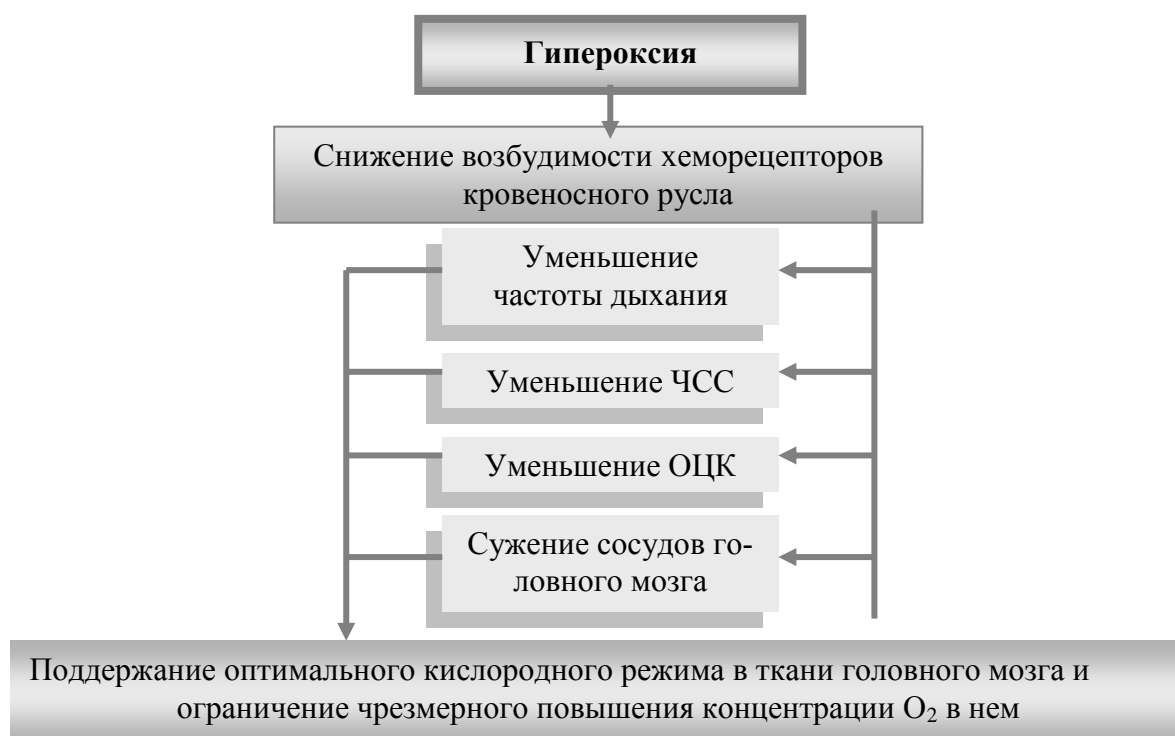 Гипероксия
Снижение возбудимости хеморецепторов
кровеносного русла
Уменьшение
частоты дыхания
Уменьшение ЧСС
Уменьшение ОЦК
Сужение сосудов го-
ловного мозга
Поддержание оптимального кислородного режима в ткани головного мозга и
ограничение чрезмерного повышения концентрации O₂ в нем